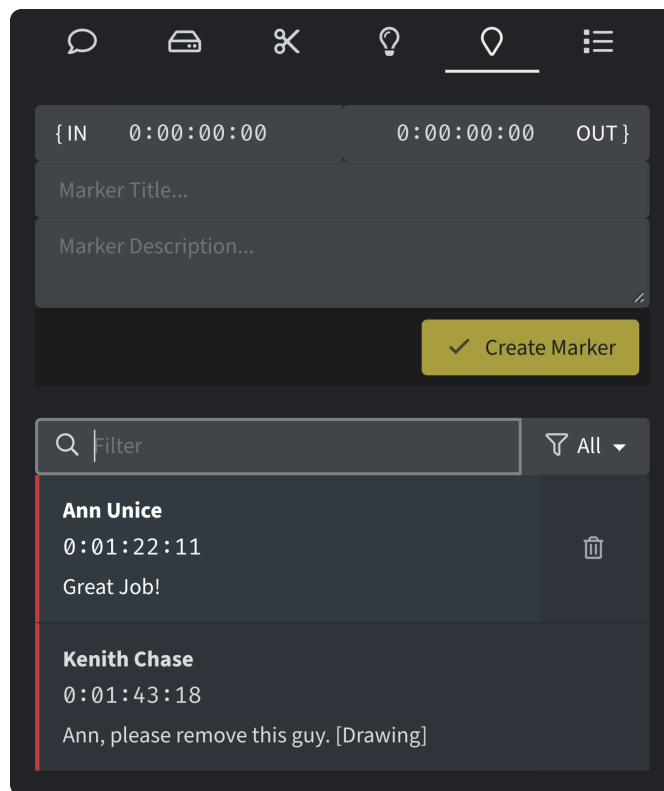 { IN 0:00:00:00 0:00:00:00 OUT }
Marker Title...
Marker Description...
Create Marker
Filter All
Ann Unice
0:01:22:11
Great Job!
Kenith Chase
0:01:43:18
Ann, please remove this guy. [Drawing]